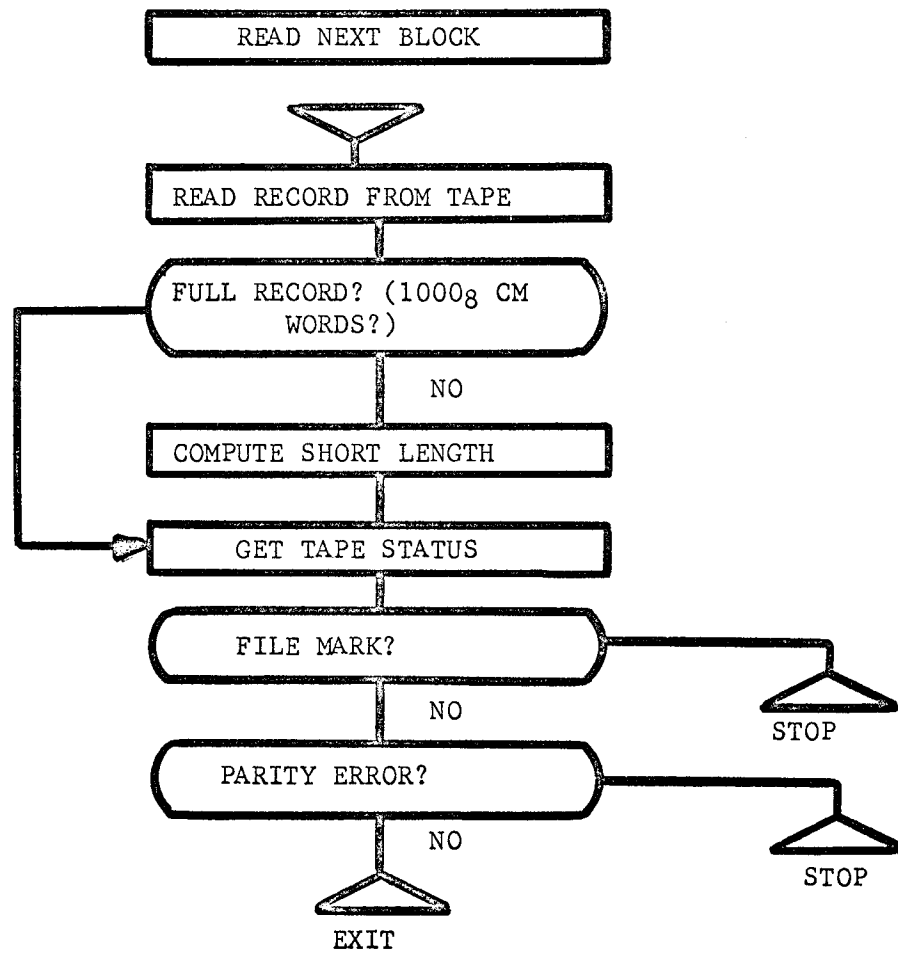 READ NEXT BLOCK
READ RECORD FROM TAPE
FULL RECORD? (1000₈ CM
WORDS?)
NO
COMPUTE SHORT LENGTH
GET TAPE STATUS
FILE MARK?
NO
STOP
PARITY ERROR?
NO
STOP
EXIT